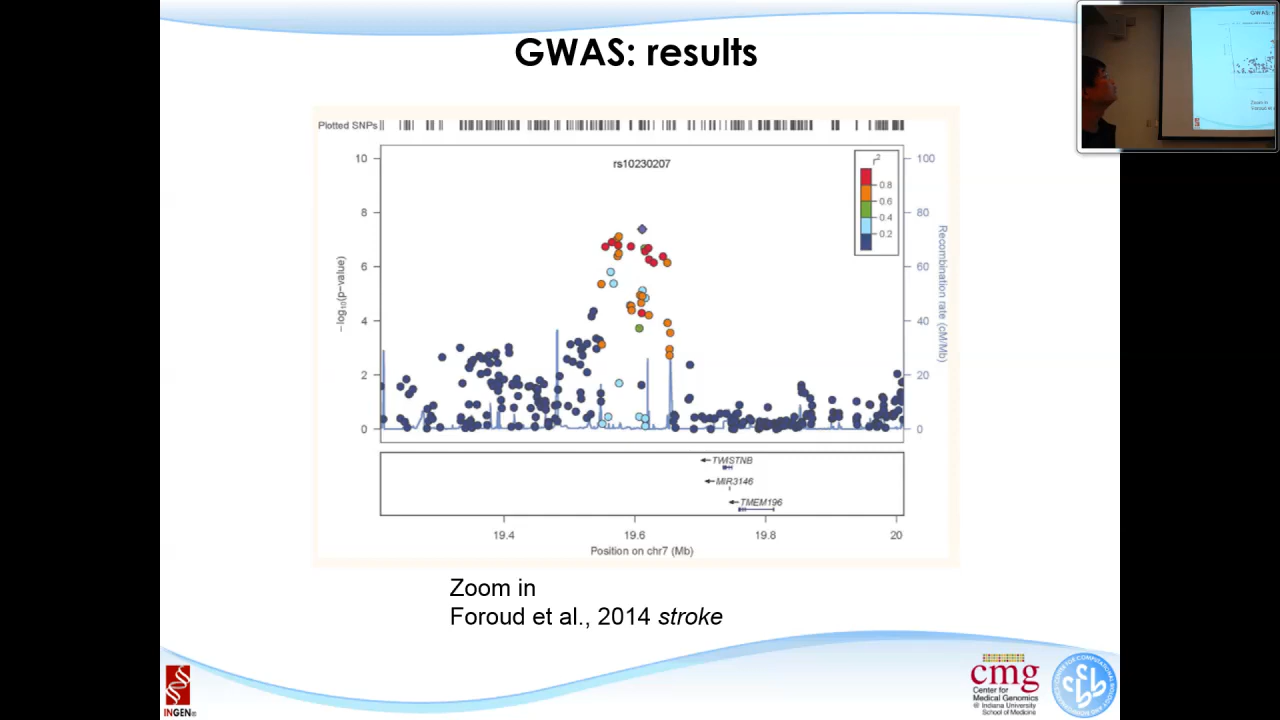 GWAS: results
Plotted SNPs
rs10230207
r²
0.8
0.6
0.4
0.2
10
8
6
4
2
0
−log10(p−value)
100
80
60
40
20
0
Recombination rate (cM/Mb)
TWISTNB
MIR3146
TMEM196
19.4
19.6
19.8
20
Position on chr7 (Mb)
Zoom in
Foroud et al., 2014 stroke
INGEN
cmg
Center for
Medical Genomics
@ Indiana University
School of Medicine